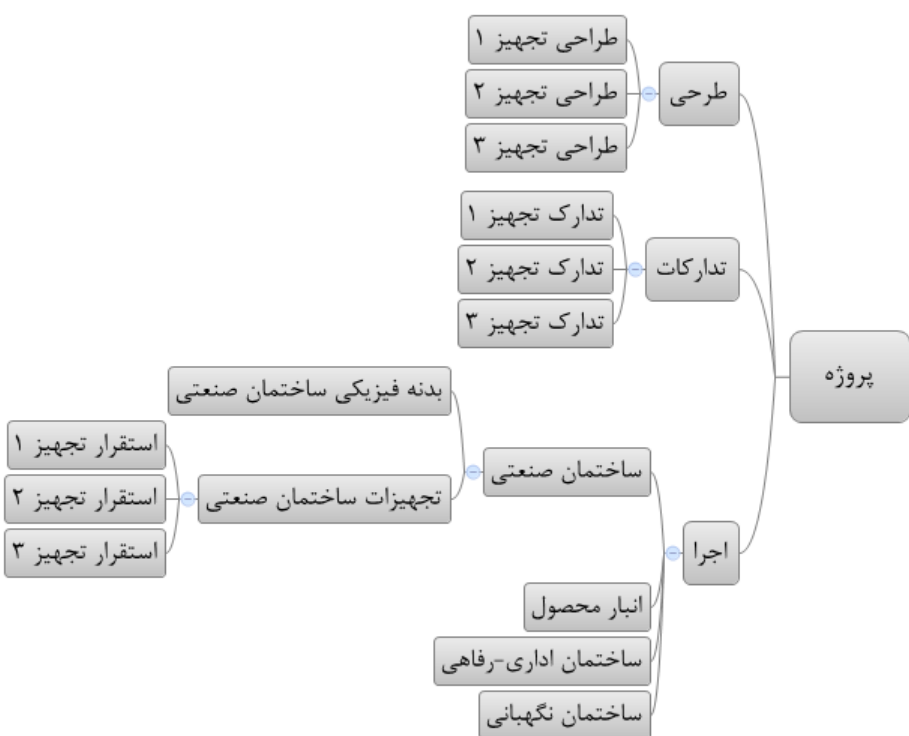 پروژه
طرحی
طراحی تجهیز ۱
طراحی تجهیز ۲
طراحی تجهیز ۳
تدارکات
تدارک تجهیز ۱
تدارک تجهیز ۲
تدارک تجهیز ۳
اجرا
ساختمان صنعتی
بدنه فیزیکی ساختمان صنعتی
تجهیزات ساختمان صنعتی
استقرار تجهیز ۱
استقرار تجهیز ۲
استقرار تجهیز ۳
انبار محصول
ساختمان اداری-رفاهی
ساختمان نگهبانی